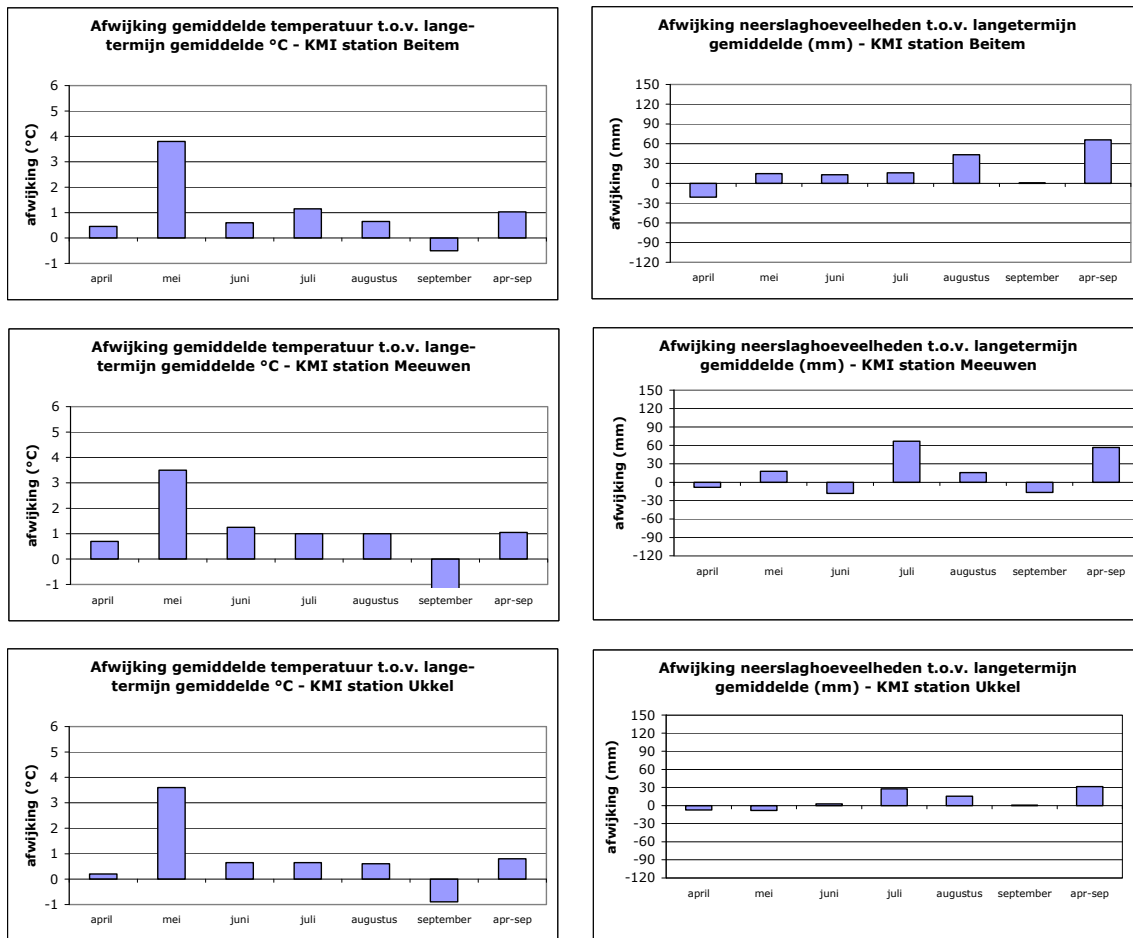 Afwijking gemiddelde temperatuur t.o.v. lange-
termijn gemiddelde °C - KMI station Beitem
6
5
4
3
2
1
0
-1
afwijking (°C)
april mei juni juli augustus september apr-sep
Afwijking neerslaghoeveelheden t.o.v. langetermijn
gemiddelde (mm) - KMI station Beitem
150
120
90
60
30
0
-30
-60
-90
-120
afwijking (mm)
april mei juni juli augustus september apr-sep
Afwijking gemiddelde temperatuur t.o.v. lange-
termijn gemiddelde °C - KMI station Meeuwen
6
5
4
3
2
1
0
-1
afwijking (°C)
april mei juni juli augustus september apr-sep
Afwijking neerslaghoeveelheden t.o.v. langetermijn
gemiddelde (mm) - KMI station Meeuwen
150
120
90
60
30
0
-30
-60
-90
-120
afwijking (mm)
april mei juni juli augustus september apr-sep
Afwijking gemiddelde temperatuur t.o.v. lange-
termijn gemiddelde °C - KMI station Ukkel
6
5
4
3
2
1
0
-1
afwijking (°C)
april mei juni juli augustus september apr-sep
Afwijking neerslaghoeveelheden t.o.v. langetermijn
gemiddelde (mm) - KMI station Ukkel
150
120
90
60
30
0
-30
-60
-90
-120
afwijking (mm)
april mei juni juli augustus september apr-sep